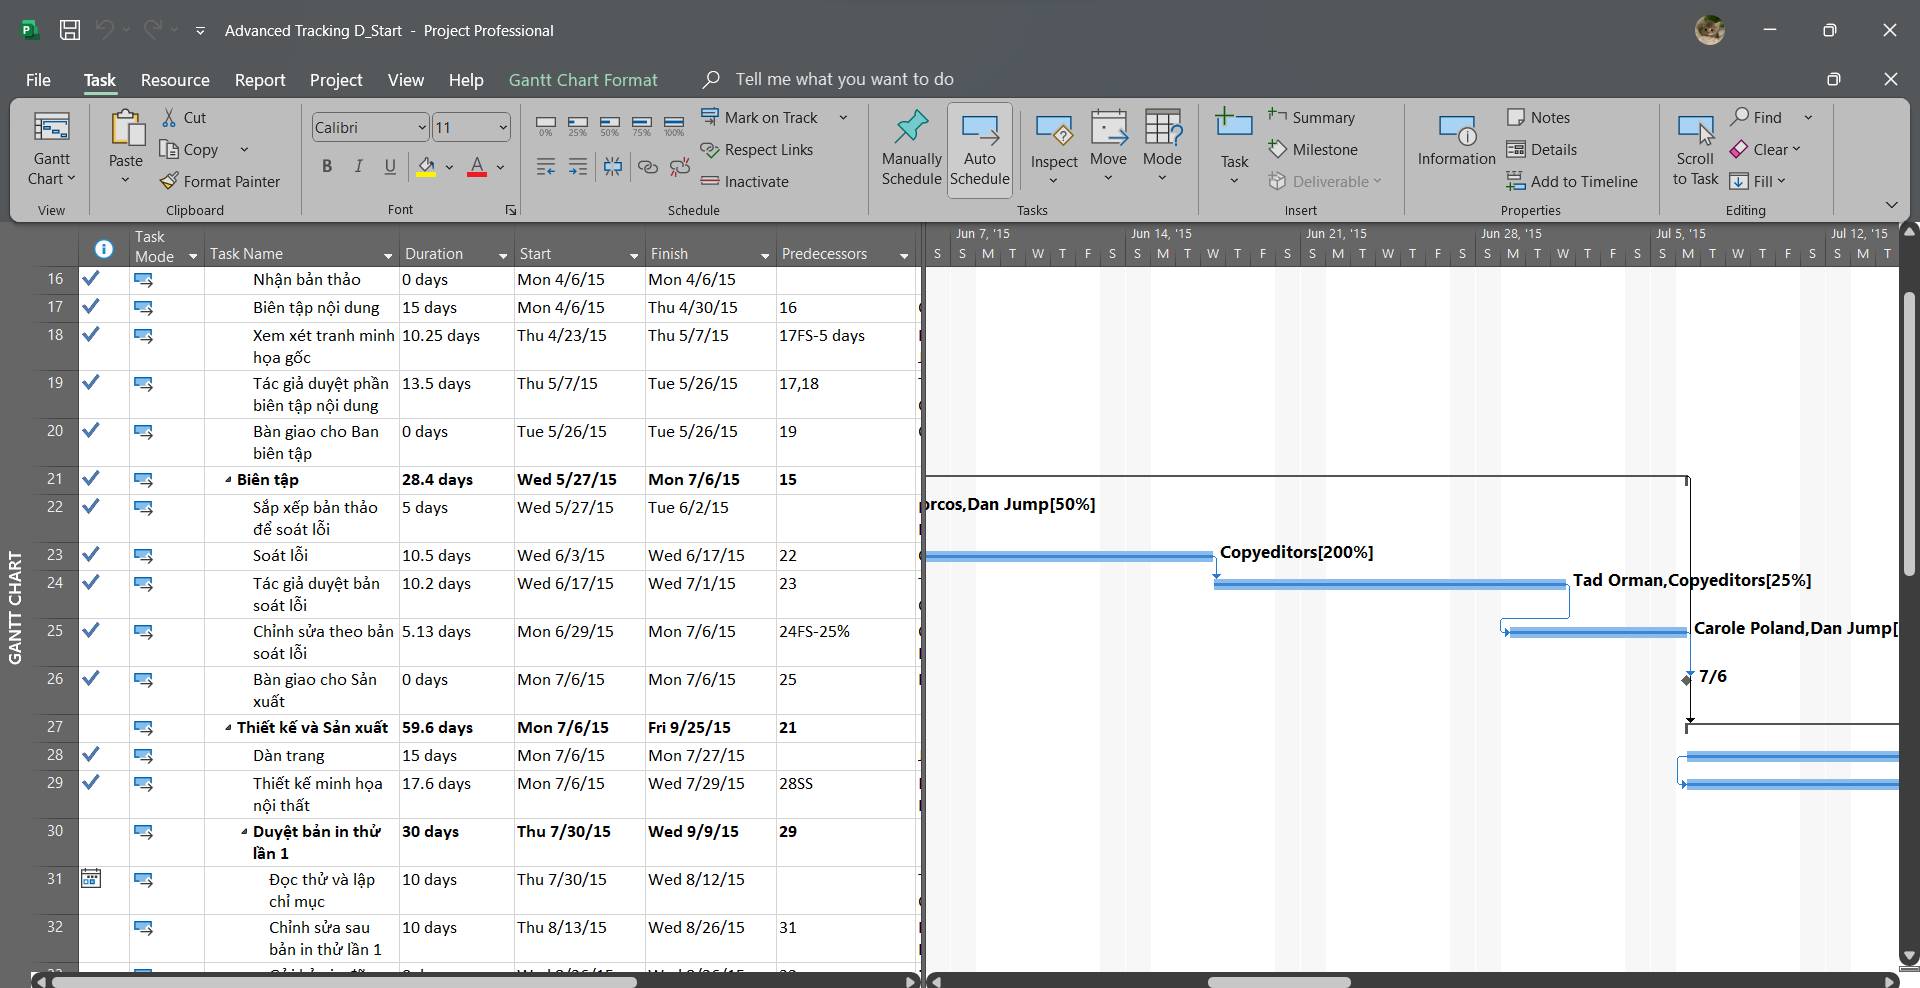 Advanced Tracking D_Start - Project Professional
File Task Resource Report Project View Help Gantt Chart Format Tell me what you want to do
Gantt Chart
View
Paste
Cut
Copy
Format Painter
Clipboard
Calibri 11
B I U A
Font
0% 25% 50% 75% 100%
Mark on Track
Respect Links
Inactivate
Schedule
Manually Schedule
Auto Schedule
Inspect
Move
Mode
Tasks
Task
Summary
Milestone
Deliverable
Insert
Information
Notes
Details
Add to Timeline
Properties
Scroll to Task
Find
Clear
Fill
Editing
Task Mode Task Name Duration Start Finish Predecessors
Jun 7, '15 Jun 14, '15 Jun 21, '15 Jun 28, '15 Jul 5, '15 Jul 12, '15
S S M T W T F S S M T W T F S S M T W T F S S M T W T F S S M T W T F S S M T
GANTT CHART
16 Nhận bản thảo 0 days Mon 4/6/15 Mon 4/6/15
17 Biên tập nội dung 15 days Mon 4/6/15 Thu 4/30/15 16
18 Xem xét tranh minh họa gốc 10.25 days Thu 4/23/15 Thu 5/7/15 17FS-5 days
19 Tác giả duyệt phần biên tập nội dung 13.5 days Thu 5/7/15 Tue 5/26/15 17,18
20 Bàn giao cho Ban biên tập 0 days Tue 5/26/15 Tue 5/26/15 19
21 Biên tập 28.4 days Wed 5/27/15 Mon 7/6/15 15
22 Sắp xếp bản thảo để soát lỗi 5 days Wed 5/27/15 Tue 6/2/15
orcos,Dan Jump[50%]
23 Soát lỗi 10.5 days Wed 6/3/15 Wed 6/17/15 22
Copyeditors[200%]
24 Tác giả duyệt bản soát lỗi 10.2 days Wed 6/17/15 Wed 7/1/15 23
Tad Orman,Copyeditors[25%]
25 Chỉnh sửa theo bản soát lỗi 5.13 days Mon 6/29/15 Mon 7/6/15 24FS-25%
Carole Poland,Dan Jump[
26 Bàn giao cho Sản xuất 0 days Mon 7/6/15 Mon 7/6/15 25
7/6
27 Thiết kế và Sản xuất 59.6 days Mon 7/6/15 Fri 9/25/15 21
28 Dàn trang 15 days Mon 7/6/15 Mon 7/27/15
29 Thiết kế minh họa nội thất 17.6 days Mon 7/6/15 Wed 7/29/15 28SS
30 Duyệt bản in thử lần 1 30 days Thu 7/30/15 Wed 9/9/15 29
31 Đọc thử và lập chỉ mục 10 days Thu 7/30/15 Wed 8/12/15
32 Chỉnh sửa sau bản in thử lần 1 10 days Thu 8/13/15 Wed 8/26/15 31